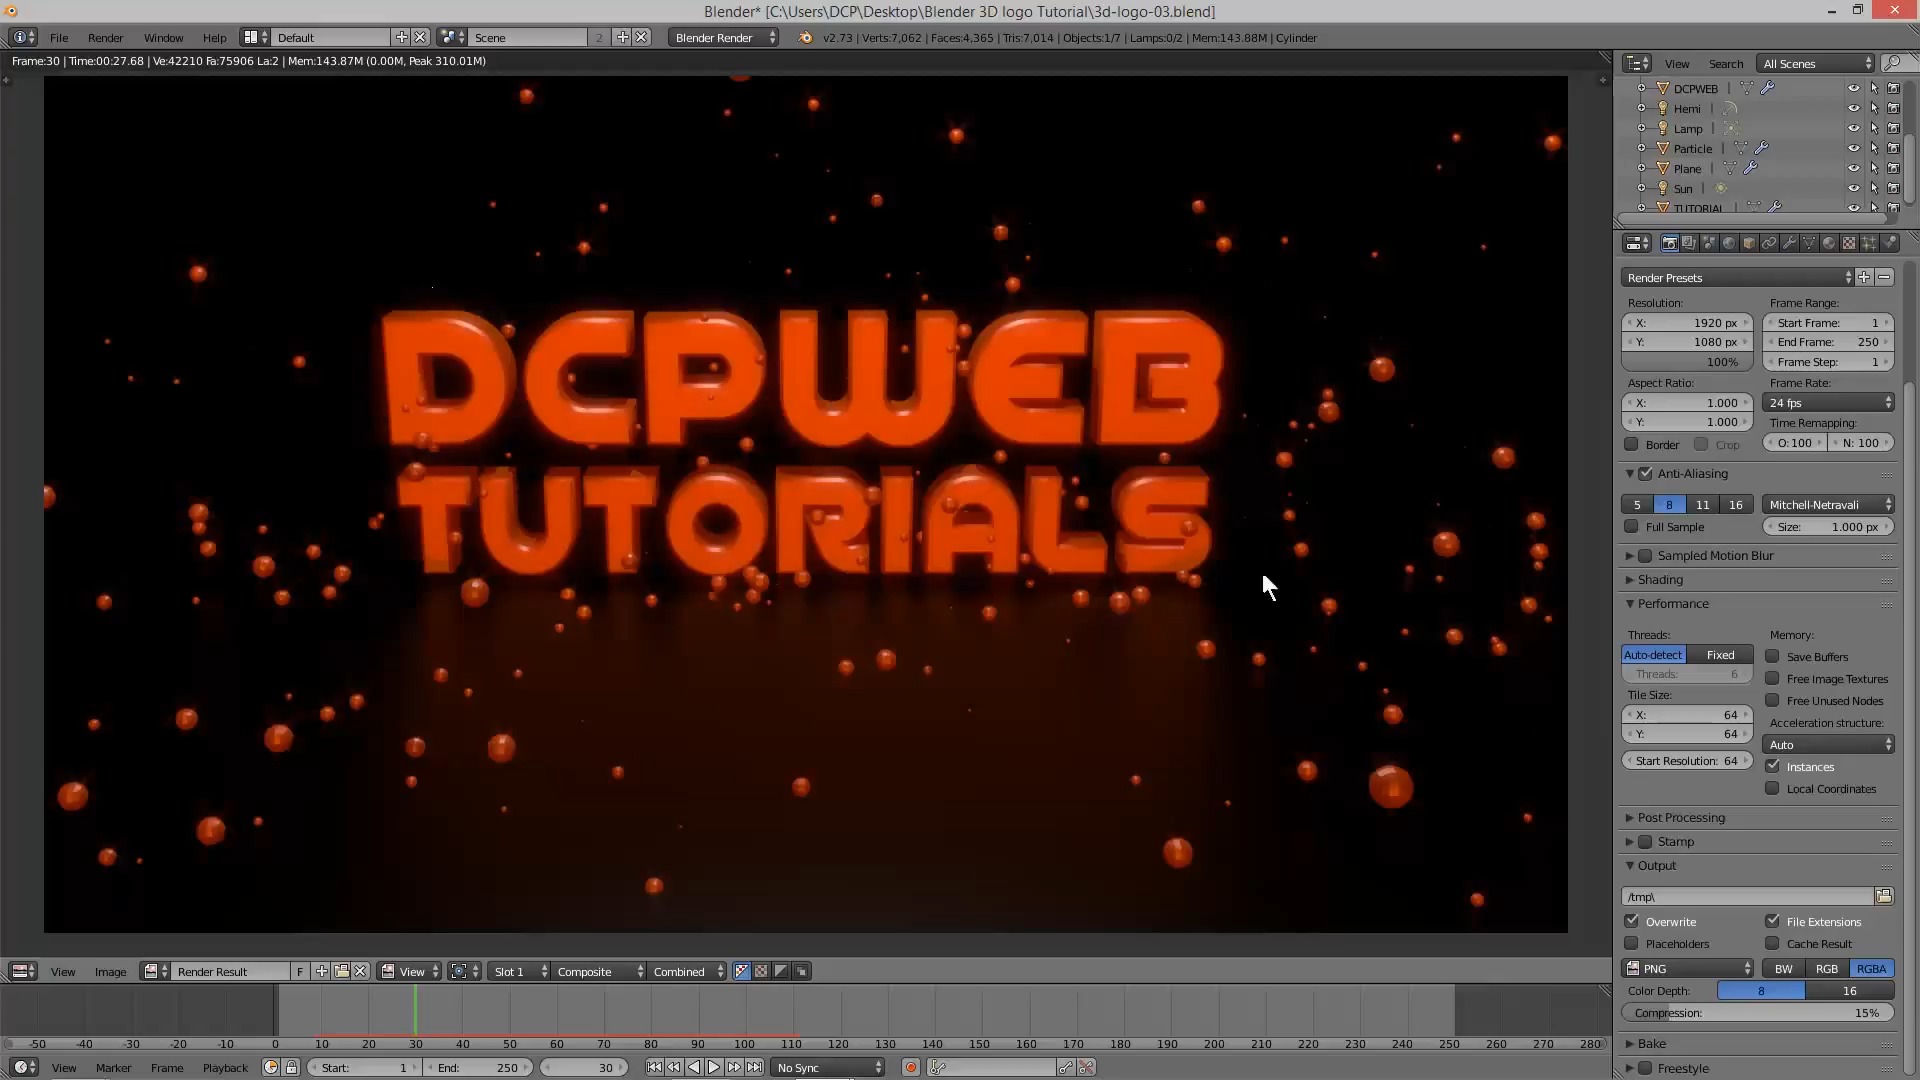 Blender* [C:\Users\DCP\Desktop\Blender 3D logo Tutorial\3d-logo-03.blend]
File Render Window Help Default Scene 2 Blender Render v2.73 | Verts:7,062 | Faces:4,365 | Tris:7,014 | Objects:1/7 | Lamps:0/2 | Mem:143.88M | Cylinder
Frame:30 | Time:00:27.68 | Ve:42210 Fa:75906 La:2 | Mem:143.87M (0.00M, Peak 310.01M)
DCPWEB
TUTORIALS
View Search All Scenes
DCPWEB
Hemi
Lamp
Particle
Plane
Sun
TUTORIAL
Render Presets
Resolution: Frame Range:
X: 1920 px Start Frame: 1
Y: 1080 px End Frame: 250
100% Frame Step: 1
Aspect Ratio: Frame Rate:
X: 1.000 24 fps
Y: 1.000 Time Remapping:
Border Crop O: 100 N: 100
Anti-Aliasing
5 8 11 16 Mitchell-Netravali
Full Sample Size: 1.000 px
Sampled Motion Blur
Shading
Performance
Threads: Memory:
Auto-detect Fixed Save Buffers
Threads: 6 Free Image Textures
Tile Size: Free Unused Nodes
X: 64 Acceleration structure:
Y: 64 Auto
Start Resolution: 64 Instances
Local Coordinates
Post Processing
Stamp
Output
/tmp\
Overwrite File Extensions
Placeholders Cache Result
PNG BW RGB RGBA
Color Depth: 8 16
Compression: 15%
Bake
Freestyle
View Image Render Result F View Slot 1 Composite Combined
-50 -40 -30 -20 -10 0 10 20 30 40 50 60 70 80 90 100 110 120 130 140 150 160 170 180 190 200 210 220 230 240 250 260 270 280
View Marker Frame Playback Start: 1 End: 250 30 No Sync